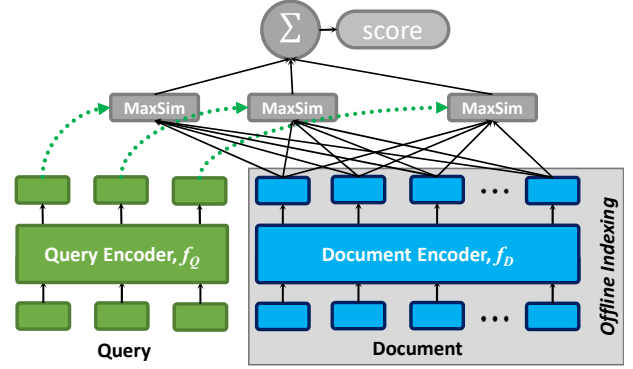 Σ
score
MaxSim
MaxSim
MaxSim
Query Encoder, f_Q
Document Encoder, f_D
Offline Indexing
Query
Document